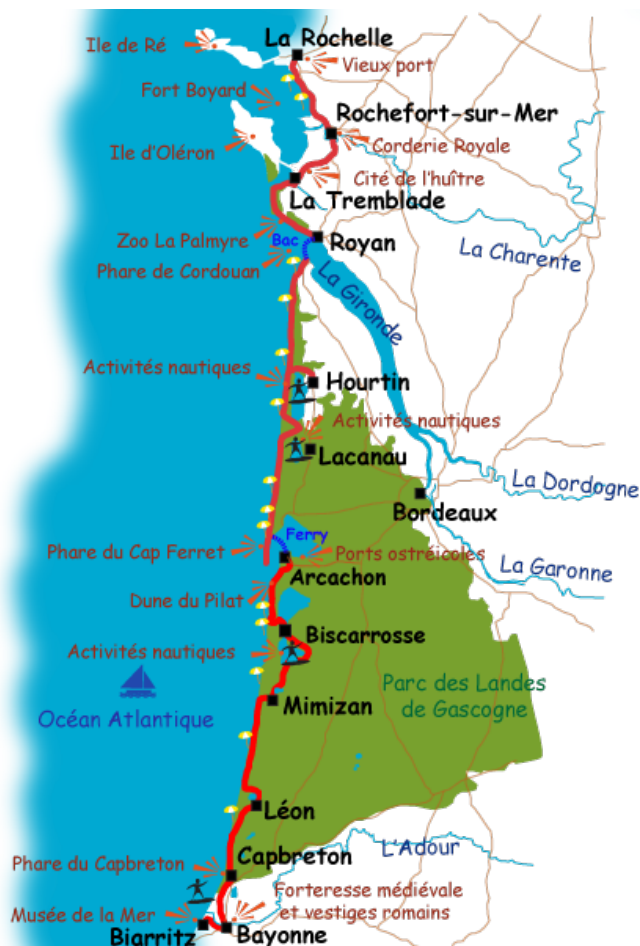 La Rochelle
Ile de Ré
Vieux port
Fort Boyard
Rochefort-sur-Mer
Corderie Royale
Ile d'Oléron
Cité de l'huître
La Tremblade
Zoo La Palmyre
Bac
Royan
La Charente
Phare de Cordouan
La Gironde
Activités nautiques
Hourtin
Activités nautiques
Lacanau
La Dordogne
Bordeaux
Ferry
Phare du Cap Ferret
Ports ostréicoles
La Garonne
Arcachon
Dune du Pilat
Biscarrosse
Activités nautiques
Parc des Landes
de Gascogne
Mimizan
Océan Atlantique
Léon
L'Adour
Capbreton
Phare du Capbreton
Forteresse médiévale
et vestiges romains
Musée de la Mer
Biarritz
Bayonne